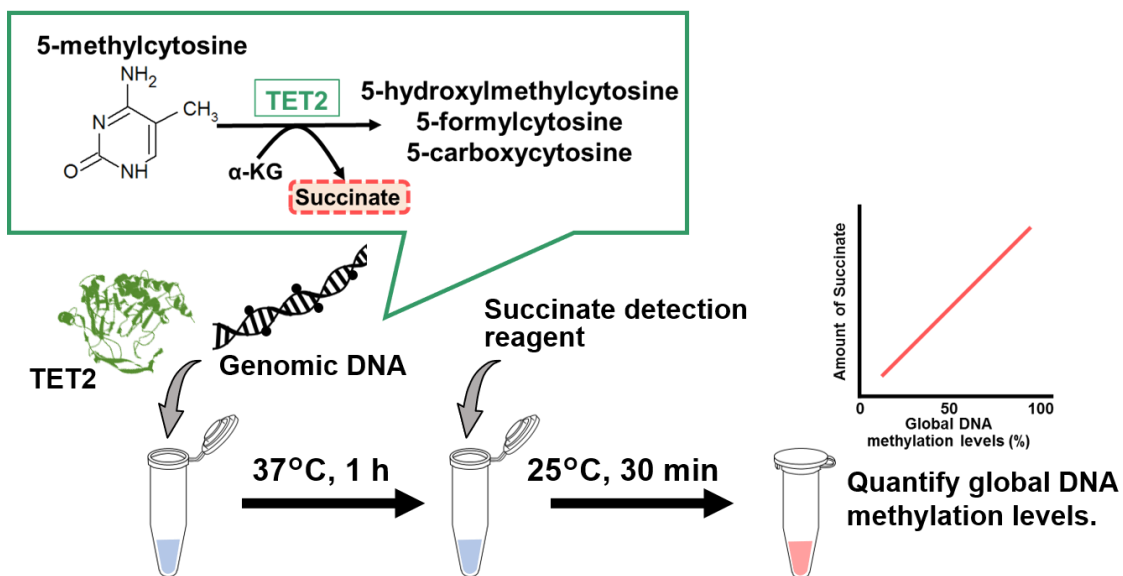 5-methylcytosine
NH2
N
CH3
O
NH
TET2
5-hydroxylmethylcytosine
5-formylcytosine
5-carboxycytosine
α-KG
Succinate
TET2
Genomic DNA
Succinate detection
reagent
37°C, 1 h
25°C, 30 min
Amount of Succinate
0
50
100
Global DNA
methylation levels (%)
Quantify global DNA
methylation levels.